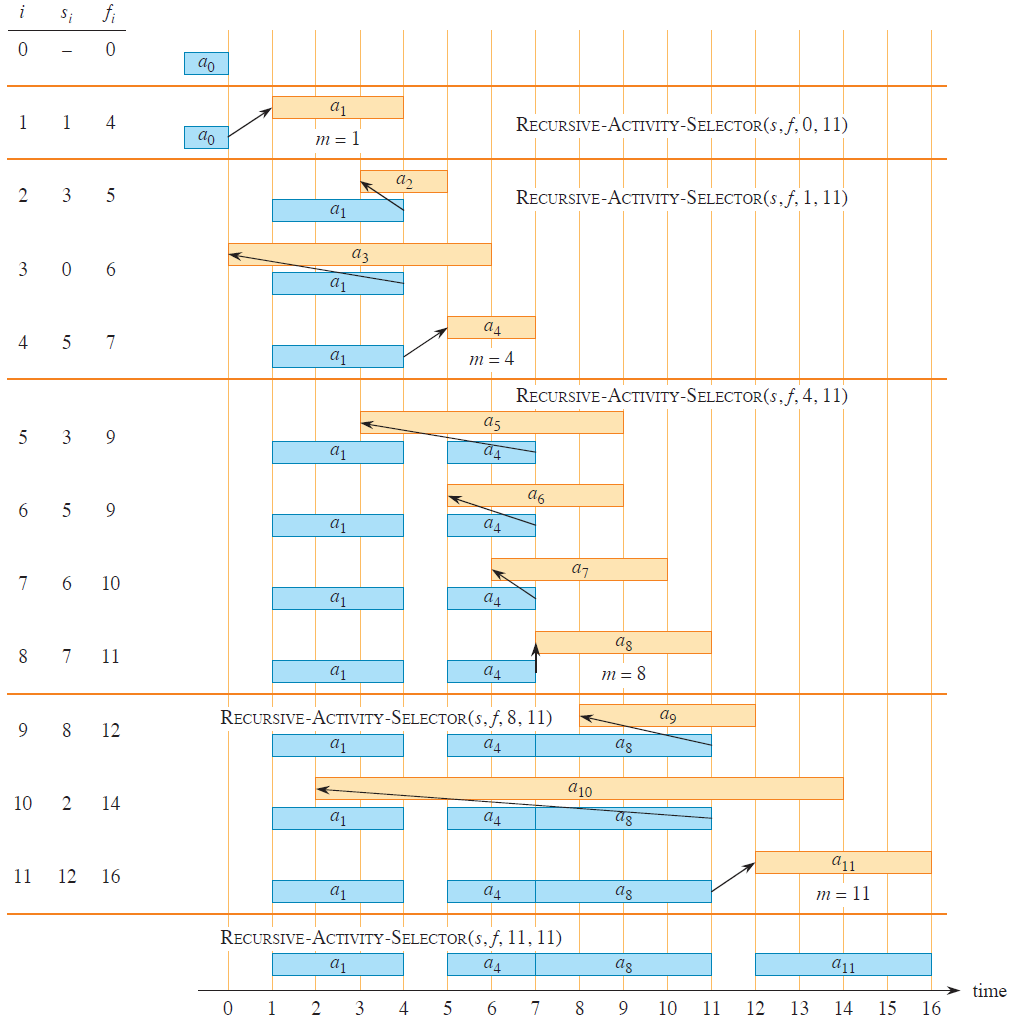 i s_i f_i
0 – 0
a_0
1 1 4
a_1
a_0
m = 1
RECURSIVE-ACTIVITY-SELECTOR(s, f, 0, 11)
2 3 5
a_2
a_1
RECURSIVE-ACTIVITY-SELECTOR(s, f, 1, 11)
3 0 6
a_3
a_1
4 5 7
a_4
a_1
m = 4
RECURSIVE-ACTIVITY-SELECTOR(s, f, 4, 11)
5 3 9
a_5
a_1 a_4
6 5 9
a_6
a_1 a_4
7 6 10
a_7
a_1 a_4
8 7 11
a_8
a_1 a_4
m = 8
RECURSIVE-ACTIVITY-SELECTOR(s, f, 8, 11)
9 8 12
a_9
a_1 a_4 a_8
10 2 14
a_10
a_1 a_4 a_8
11 12 16
a_11
a_1 a_4 a_8
m = 11
RECURSIVE-ACTIVITY-SELECTOR(s, f, 11, 11)
a_1 a_4 a_8 a_11
time
0 1 2 3 4 5 6 7 8 9 10 11 12 13 14 15 16